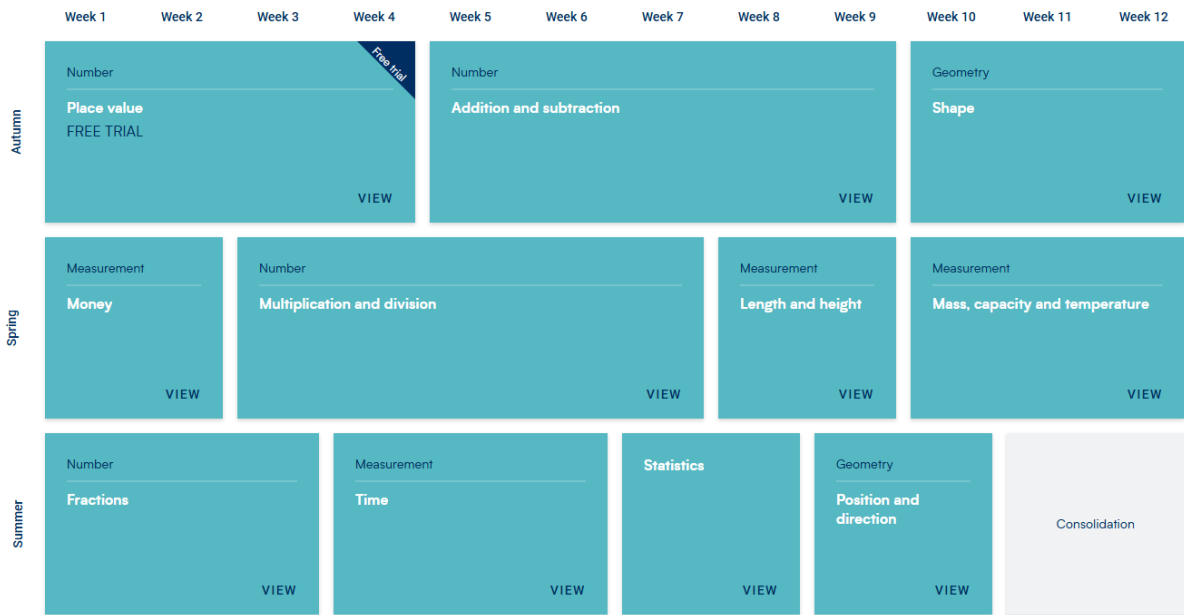 Week 1 Week 2 Week 3 Week 4 Week 5 Week 6 Week 7 Week 8 Week 9 Week 10 Week 11 Week 12
Autumn
Number
Free trial
Place value
FREE TRIAL
VIEW
Number
Addition and subtraction
VIEW
Geometry
Shape
VIEW
Spring
Measurement
Money
VIEW
Number
Multiplication and division
VIEW
Measurement
Length and height
VIEW
Measurement
Mass, capacity and temperature
VIEW
Summer
Number
Fractions
VIEW
Measurement
Time
VIEW
Statistics
VIEW
Geometry
Position and
direction
VIEW
Consolidation